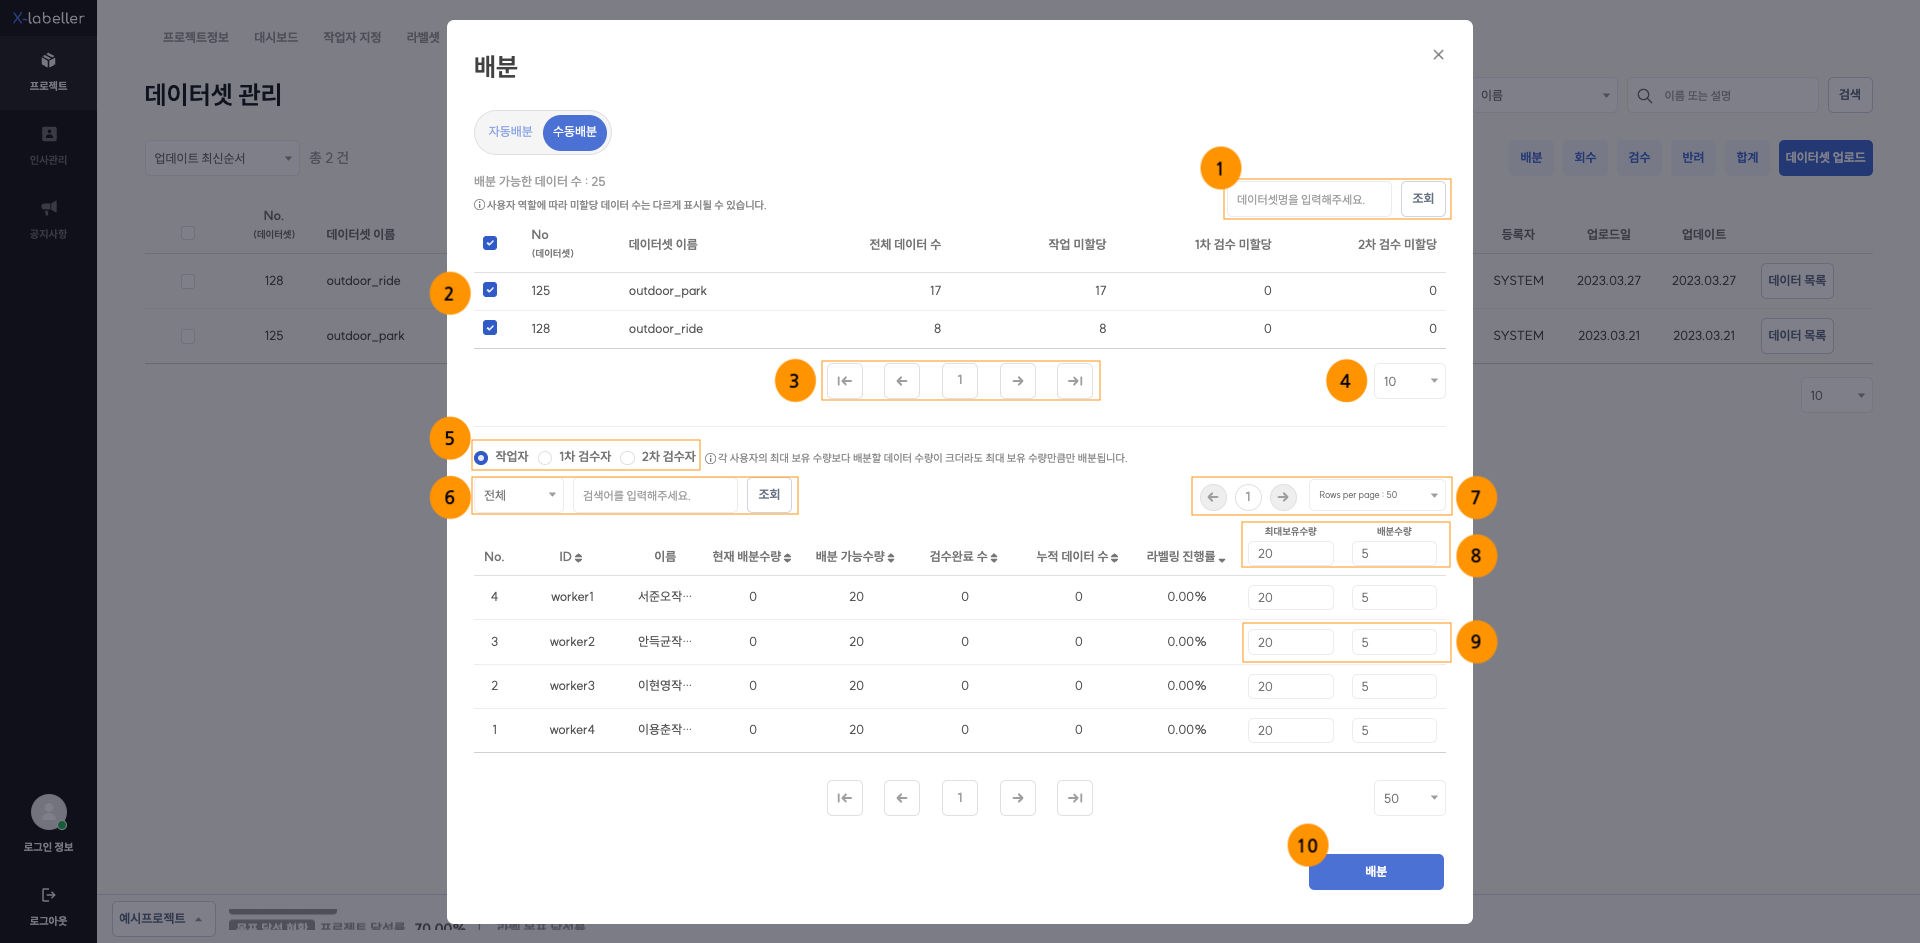 X-labeller
프로젝트
인사관리
공지사항
로그인 정보
로그아웃
프로젝트정보 대시보드 작업자 지정 라벨셋
데이터셋 관리
이름 이름 또는 설명 검색
업데이트 최신순서 총 2 건
배분 회수 검수 반려 합계 데이터셋 업로드
No.
(데이터셋) 데이터셋 이름 등록자 업로드일 업데이트
128 outdoor_ride SYSTEM 2023.03.27 2023.03.27 데이터 목록
125 outdoor_park SYSTEM 2023.03.21 2023.03.21 데이터 목록
10
배분
자동배분 수동배분
배분 가능한 데이터 수 : 25
사용자 역할에 따라 미할당 데이터 수는 다르게 표시될 수 있습니다.
1
데이터셋명을 입력해주세요. 조회
No
(데이터셋) 데이터셋 이름 전체 데이터 수 작업 미할당 1차 검수 미할당 2차 검수 미할당
2
125 outdoor_park 17 17 0 0
128 outdoor_ride 8 8 0 0
3 1 4 10
5 작업자 1차 검수자 2차 검수자 각 사용자의 최대 보유 수량보다 배분할 데이터 수량이 크더라도 최대 보유 수량만큼만 배분됩니다.
6 전체 검색어를 입력해주세요. 조회 1 Rows per page : 50 7
최대보유수량 배분수량
20 5 8
No. ID 이름 현재 배분수량 배분 가능수량 검수완료 수 누적 데이터 수 라벨링 진행률
4 worker1 서준오작··· 0 20 0 0 0.00% 20 5
3 worker2 안득균작··· 0 20 0 0 0.00% 20 5 9
2 worker3 이현영작··· 0 20 0 0 0.00% 20 5
1 worker4 이용춘작··· 0 20 0 0 0.00% 20 5
1 50
10
배분
예시프로젝트 프로젝트 달성률 70.00%